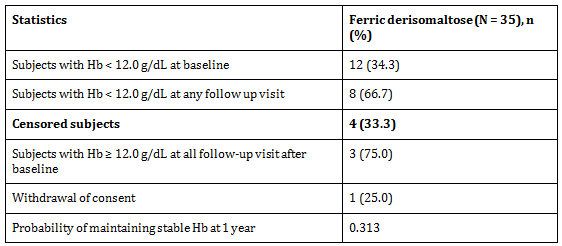 Statistics
Ferric derisomaltose (N = 35), n
(%)
Subjects with Hb < 12.0 g/dL at baseline
12 (34.3)
Subjects with Hb < 12.0 g/dL at any follow up visit
8 (66.7)
Censored subjects
4 (33.3)
Subjects with Hb ≥ 12.0 g/dL at all follow-up visit after
baseline
3 (75.0)
Withdrawal of consent
1 (25.0)
Probability of maintaining stable Hb at 1 year
0.313